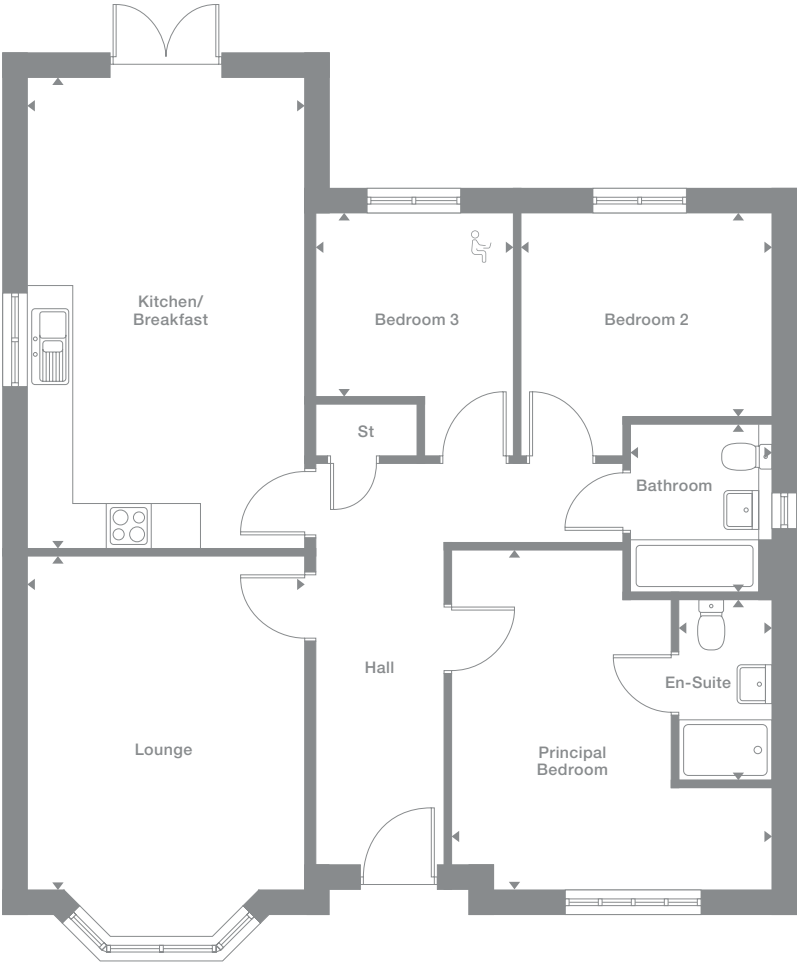 Kitchen/
Breakfast
Bedroom 3
Bedroom 2
St
Bathroom
Hall
En-Suite
Lounge
Principal
Bedroom